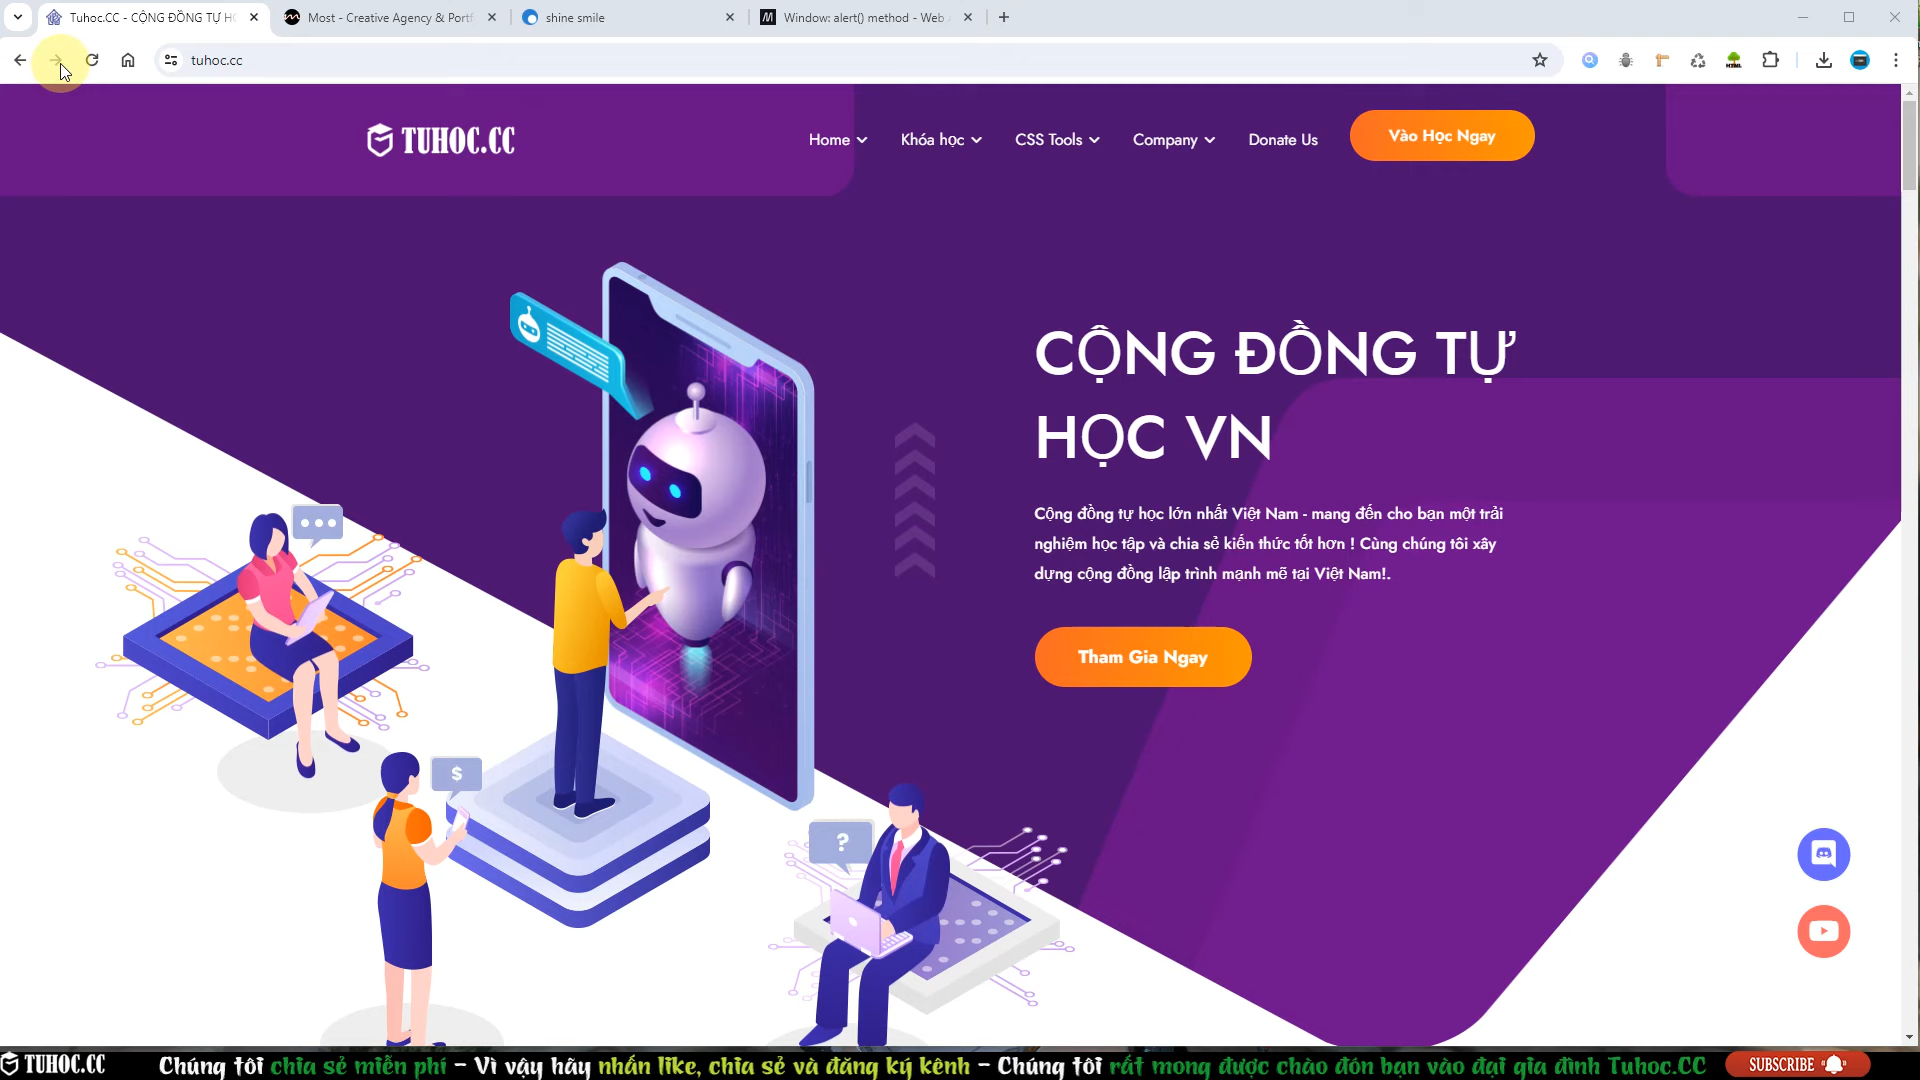 Tuhoc.CC - CỘNG ĐỒNG TỰ HỌ
Most - Creative Agency & Portf
shine smile
Window: alert() method - Web
tuhoc.cc
TUHOC.CC
Home
Khóa học
CSS Tools
Company
Donate Us
Vào Học Ngay
CỘNG ĐỒNG TỰ
HỌC VN
Cộng đồng tự học lớn nhất Việt Nam - mang đến cho bạn một trải
nghiệm học tập và chia sẻ kiến thức tốt hơn ! Cùng chúng tôi xây
dựng cộng đồng lập trình mạnh mẽ tại Việt Nam!.
Tham Gia Ngay
$
?
TUHOC.CC
Chúng tôi chia sẻ miễn phí - Vì vậy hãy nhấn like, chia sẻ và đăng ký kênh - Chúng tôi rất mong được chào đón bạn vào đại gia đình Tuhoc.CC
SUBSCRIBE